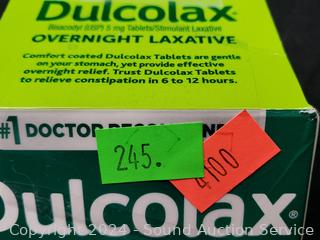 Dulcolax®
Bisacodyl (USP) 5 mg Tablets/Stimulant Laxative
OVERNIGHT LAXATIVE
Comfort coated Dulcolax Tablets are gentle
on your stomach, yet provide effective
overnight relief. Trust Dulcolax Tablets
to relieve constipation in 6 to 12 hours.
#1 DOCTOR
245.
4100
Dulcolax®
Copyright 2024 - Sound Auction Service